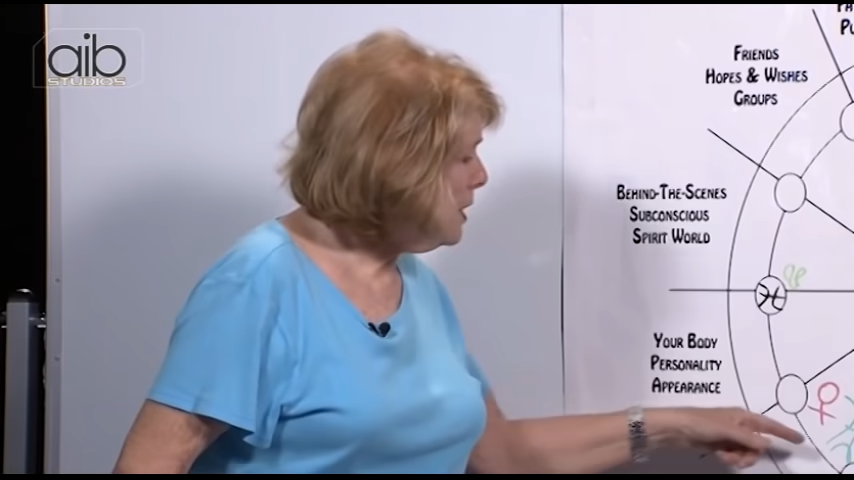 aib
STUDIOS
FRIENDS
HOPES & WISHES
GROUPS
BEHIND-THE-SCENES
SUBCONSCIOUS
SPIRIT WORLD
YOUR BODY
PERSONALITY
APPEARANCE